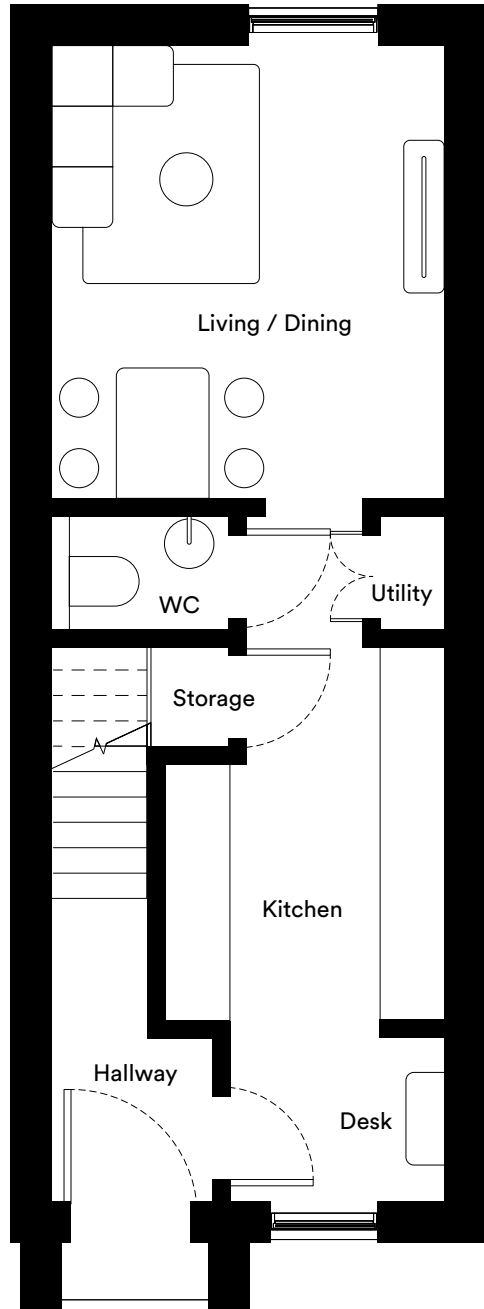 Living / Dining
Utility
WC
Storage
Kitchen
Hallway
Desk